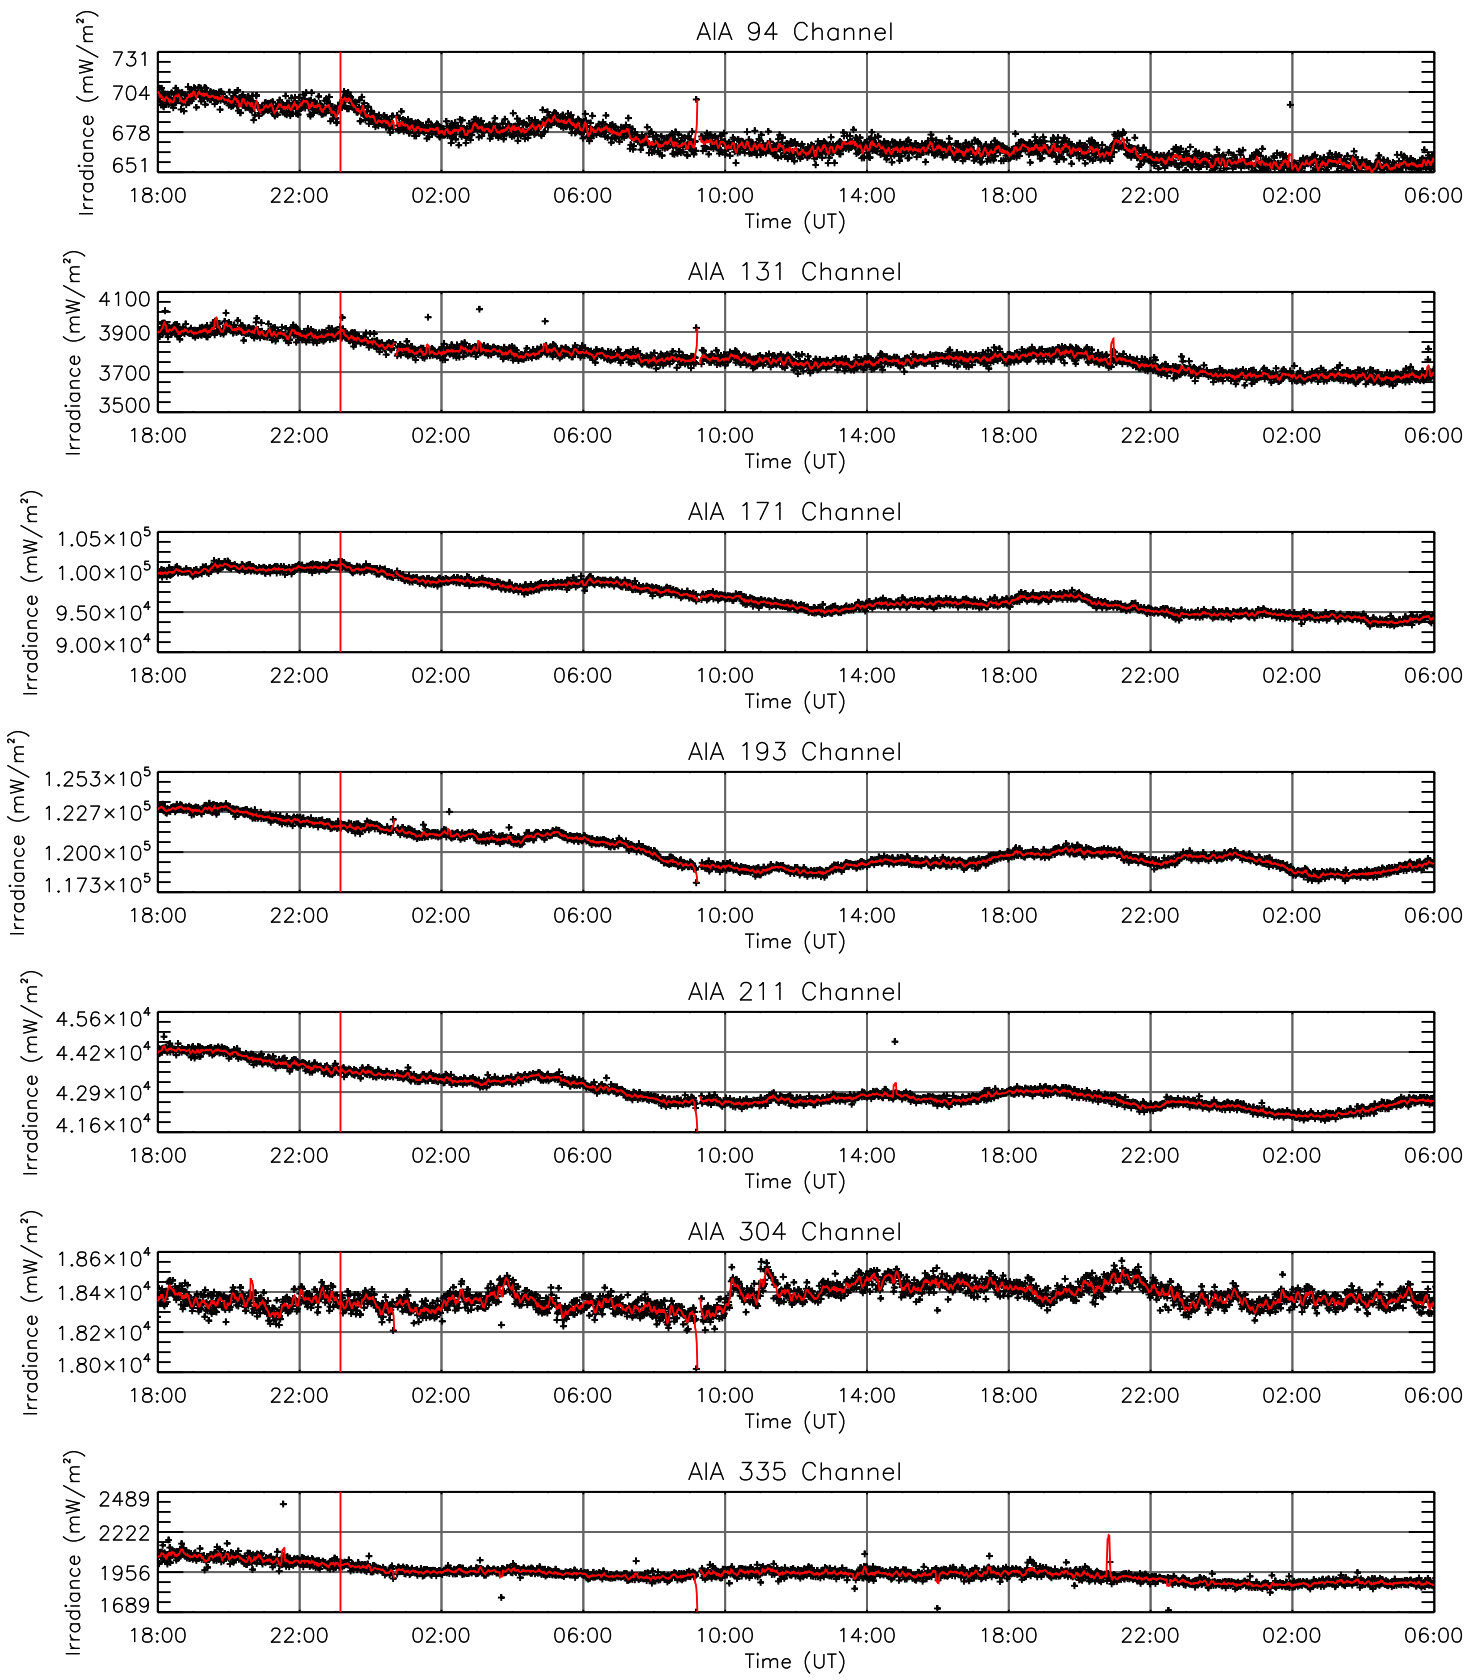 AIA 94 Channel
Irradiance (mW/m²)
731
704
678
651
18:00 22:00 02:00 06:00 10:00 14:00 18:00 22:00 02:00 06:00
Time (UT)
AIA 131 Channel
Irradiance (mW/m²)
4100
3900
3700
3500
18:00 22:00 02:00 06:00 10:00 14:00 18:00 22:00 02:00 06:00
Time (UT)
AIA 171 Channel
Irradiance (mW/m²)
1.05×10⁵
1.00×10⁵
9.50×10⁴
9.00×10⁴
18:00 22:00 02:00 06:00 10:00 14:00 18:00 22:00 02:00 06:00
Time (UT)
AIA 193 Channel
Irradiance (mW/m²)
1.253×10⁵
1.227×10⁵
1.200×10⁵
1.173×10⁵
18:00 22:00 02:00 06:00 10:00 14:00 18:00 22:00 02:00 06:00
Time (UT)
AIA 211 Channel
Irradiance (mW/m²)
4.56×10⁴
4.42×10⁴
4.29×10⁴
4.16×10⁴
18:00 22:00 02:00 06:00 10:00 14:00 18:00 22:00 02:00 06:00
Time (UT)
AIA 304 Channel
Irradiance (mW/m²)
1.86×10⁴
1.84×10⁴
1.82×10⁴
1.80×10⁴
18:00 22:00 02:00 06:00 10:00 14:00 18:00 22:00 02:00 06:00
Time (UT)
AIA 335 Channel
Irradiance (mW/m²)
2489
2222
1956
1689
18:00 22:00 02:00 06:00 10:00 14:00 18:00 22:00 02:00 06:00
Time (UT)